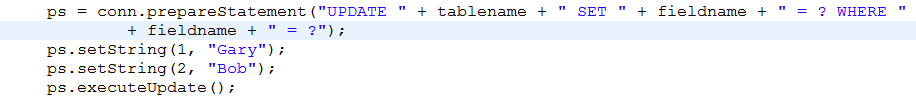 ps = conn.prepareStatement("UPDATE " + tablename + " SET " + fieldname + " = ? WHERE "
        + fieldname + " = ?");
ps.setString(1, "Gary");
ps.setString(2, "Bob");
ps.executeUpdate();